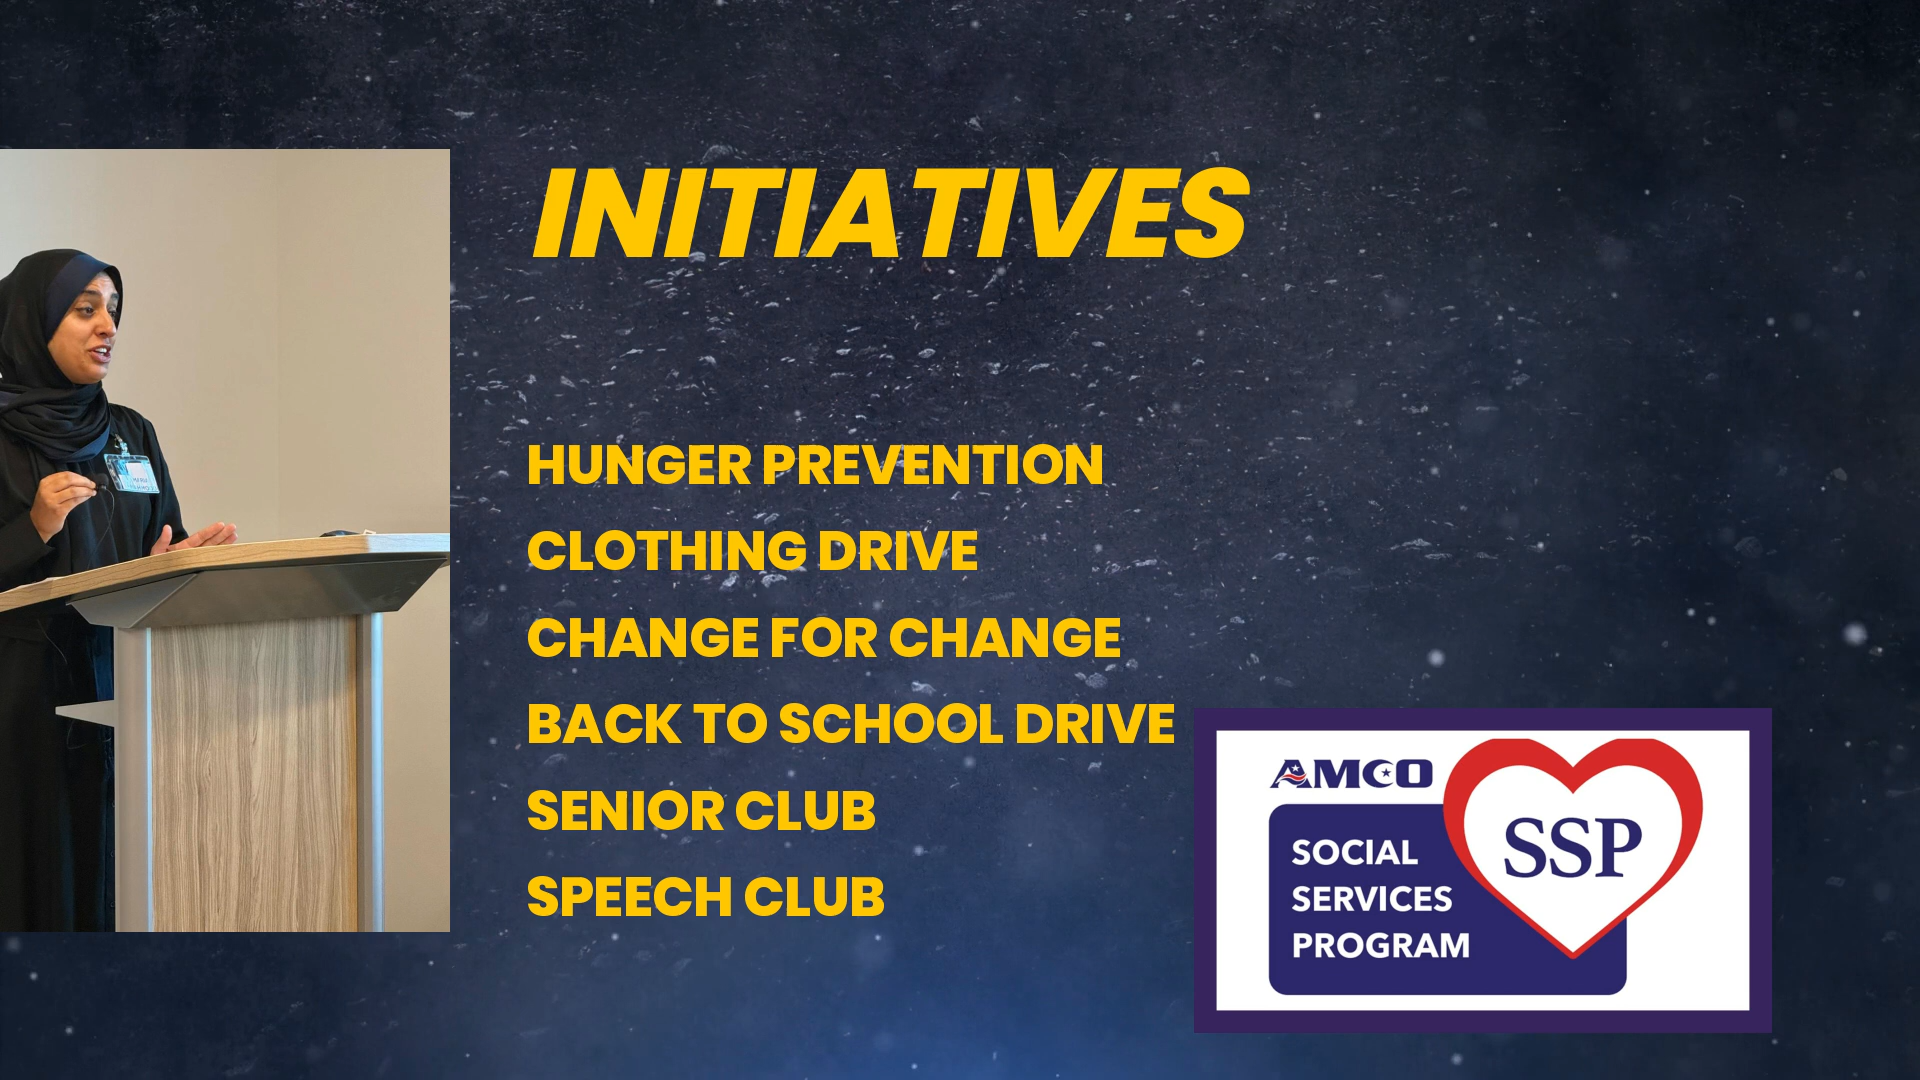 INITIATIVES
HUNGER PREVENTION
CLOTHING DRIVE
CHANGE FOR CHANGE
BACK TO SCHOOL DRIVE
SENIOR CLUB
SPEECH CLUB
AMCO
SOCIAL
SERVICES
PROGRAM
SSP